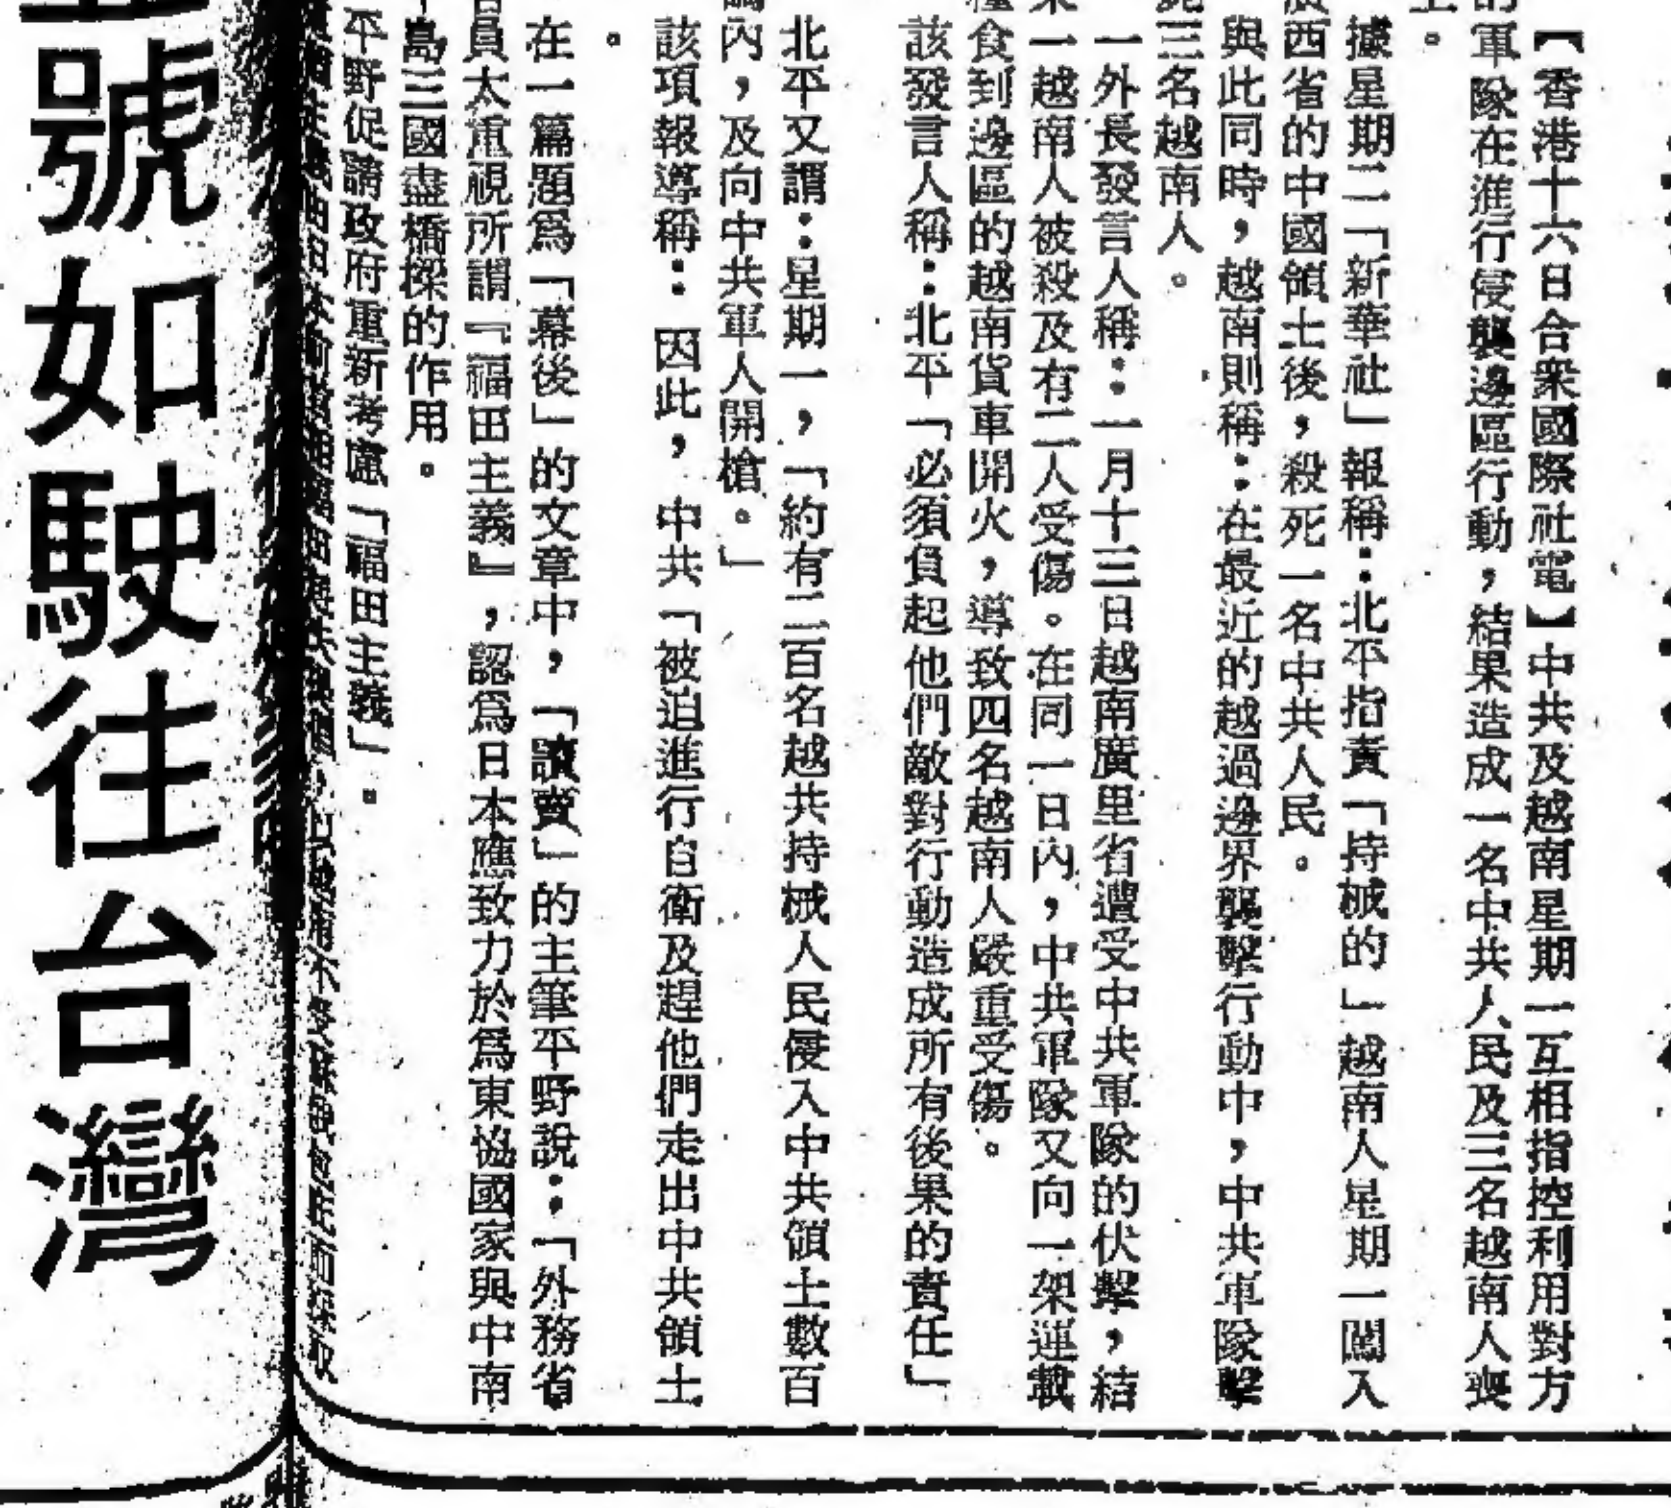 【香港十六日合衆國際社電】中共及越南星期一互相指控利用對方
的軍隊在進行侵襲邊區行動，結果造成一名中共人民及三名越南人喪
。
據星期二「新華社」報稱：北平指責「持械的」越南人星期一闖入
廣西省的中國領土後，殺死一名中共人民。
與此同時，越南則稱：在最近的越過邊界襲擊行動中，中共軍隊擊
死三名越南人。
一外長發言人稱：一月十三日越南廣里省遭受中共軍隊的伏擊，結
果一越南人被殺及有二人受傷。在同一日內，中共軍隊又向一架運載
糧食到邊區的越南貨車開火，導致四名越南人嚴重受傷。
該發言人稱：北平「必須負起他們敵對行動造成所有後果的責任」
。
北平又謂：星期一，「約有二百名越共持械人民侵入中共領土數百
碼內，及向中共軍人開槍。」
該項報導稱：因此，中共「被迫進行自衛及趕他們走出中共領土
。
在一篇題爲「幕後」的文章中，「讀賣」的主筆平野說：「外務省
官員太重視所謂『福田主義』，認爲日本應致力於爲東協國家與中南
半島三國盡橋樑的作用。
平野促請政府重新考慮「福田主義」。
號如駛往台灣